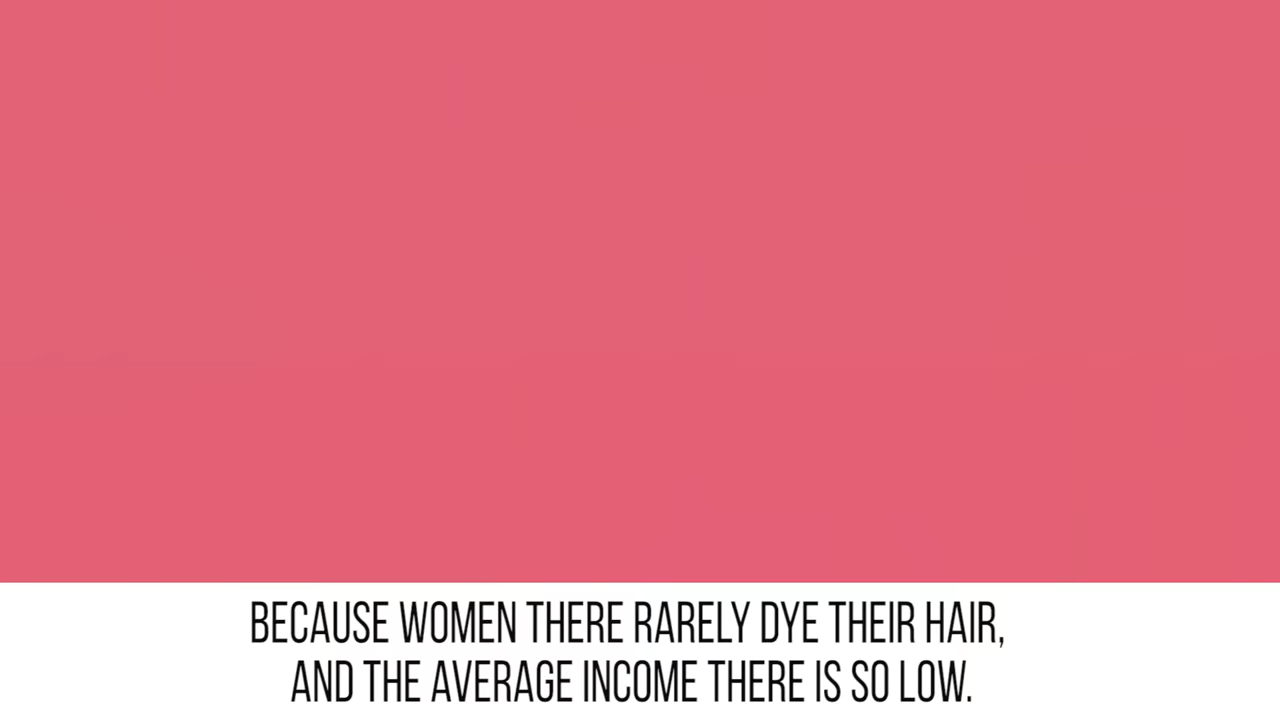 BECAUSE WOMEN THERE RARELY DYE THEIR HAIR,
AND THE AVERAGE INCOME THERE IS SO LOW.